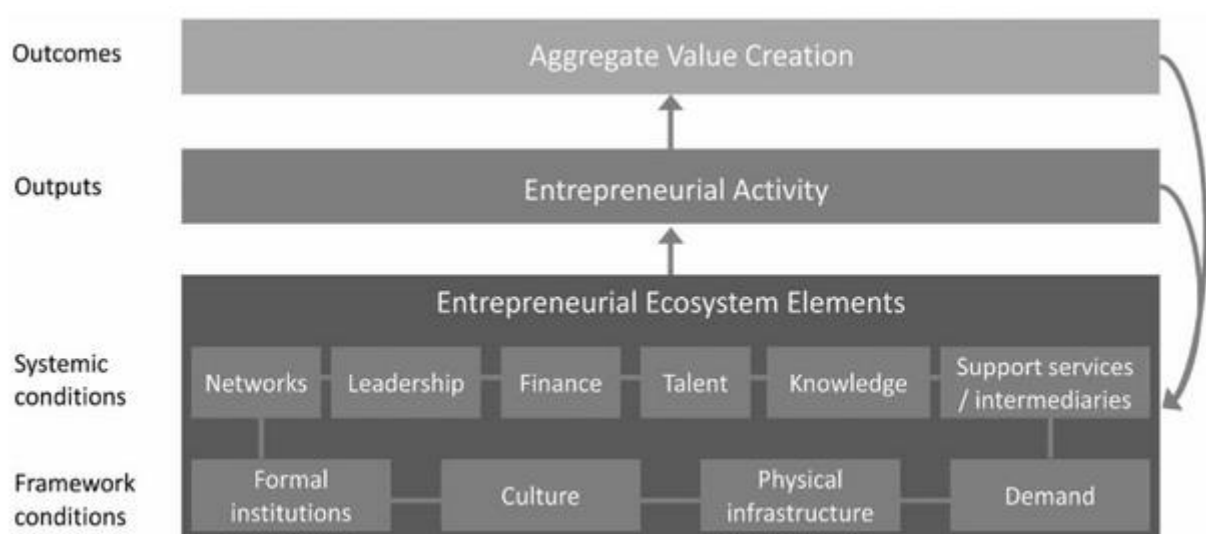 Outcomes
Aggregate Value Creation
Outputs
Entrepreneurial Activity
Entrepreneurial Ecosystem Elements
Systemic
conditions
Networks
Leadership
Finance
Talent
Knowledge
Support services
/ intermediaries
Framework
conditions
Formal
institutions
Culture
Physical
infrastructure
Demand